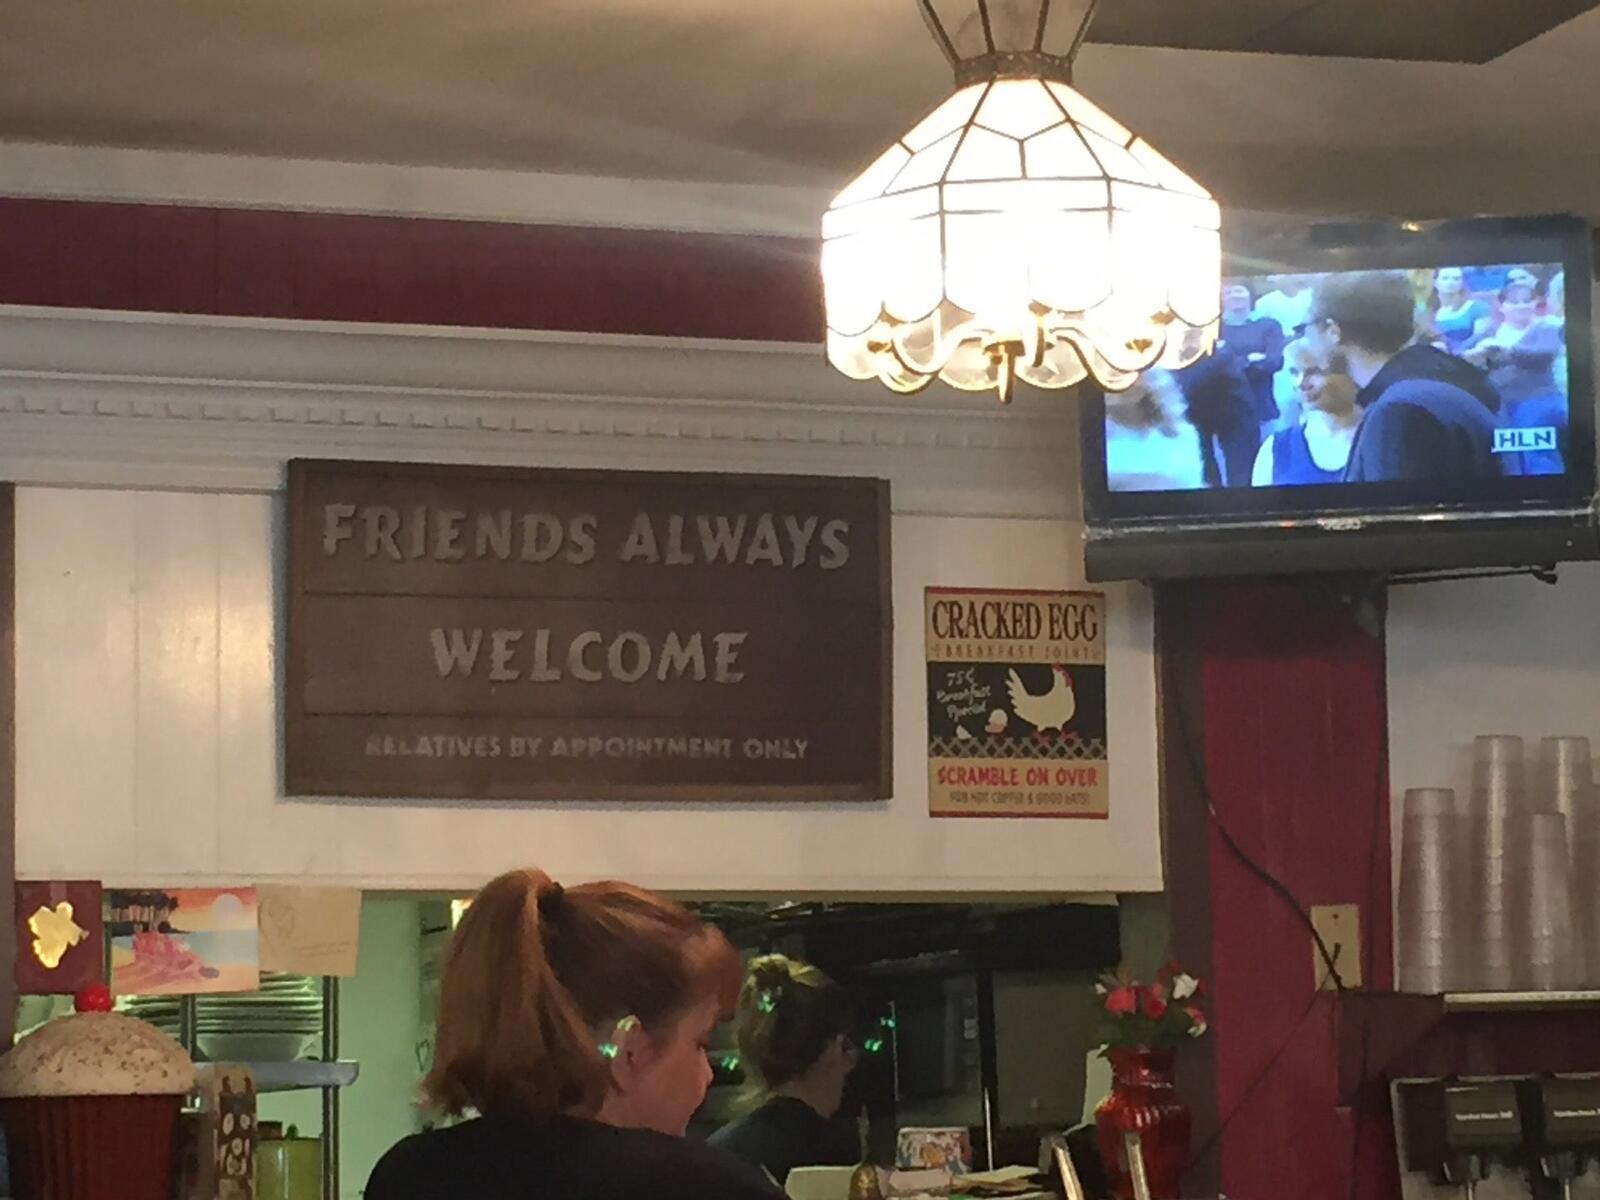 FRIENDS ALWAYS
WELCOME
RELATIVES BY APPOINTMENT ONLY
CRACKED EGG
BREAKFAST JOINT
75¢
Breakfast
Special
SCRAMBLE ON OVER
FOR HOT COFFEE & GOOD EATS!
HLN